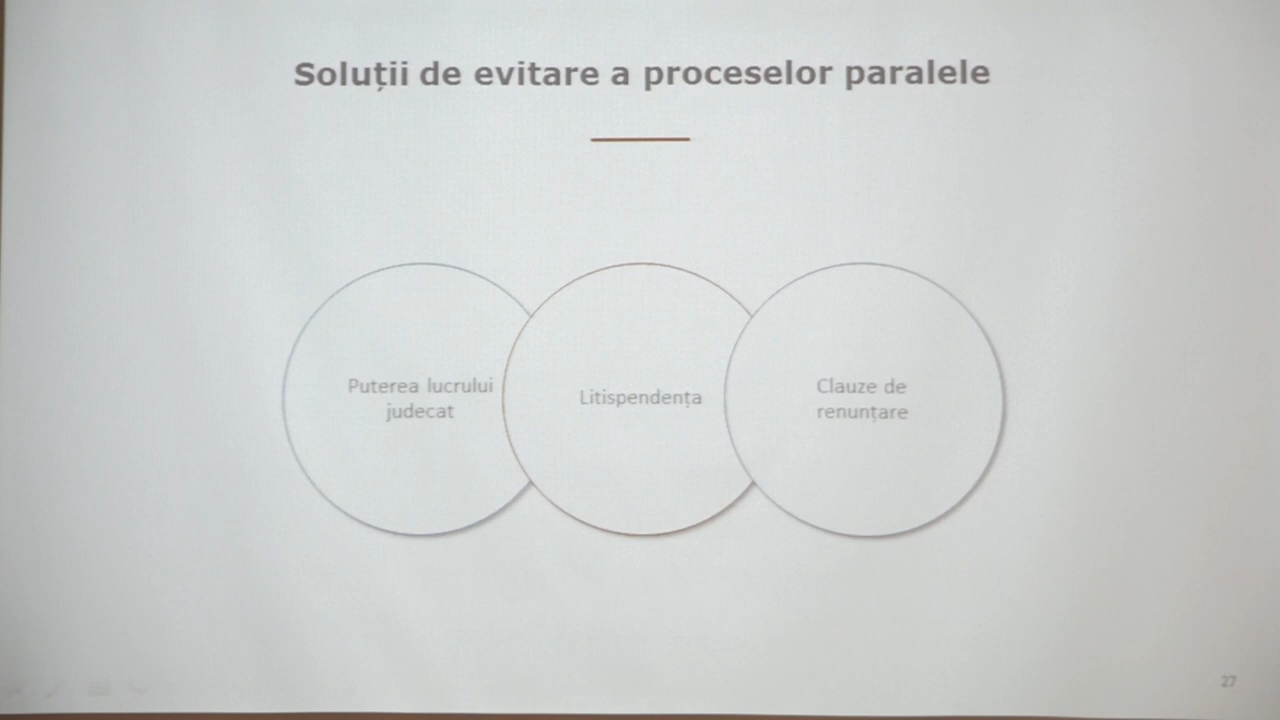 Soluții de evitare a proceselor paralele
Puterea lucrului
judecat
Litispendența
Clauze de
renunțare
27